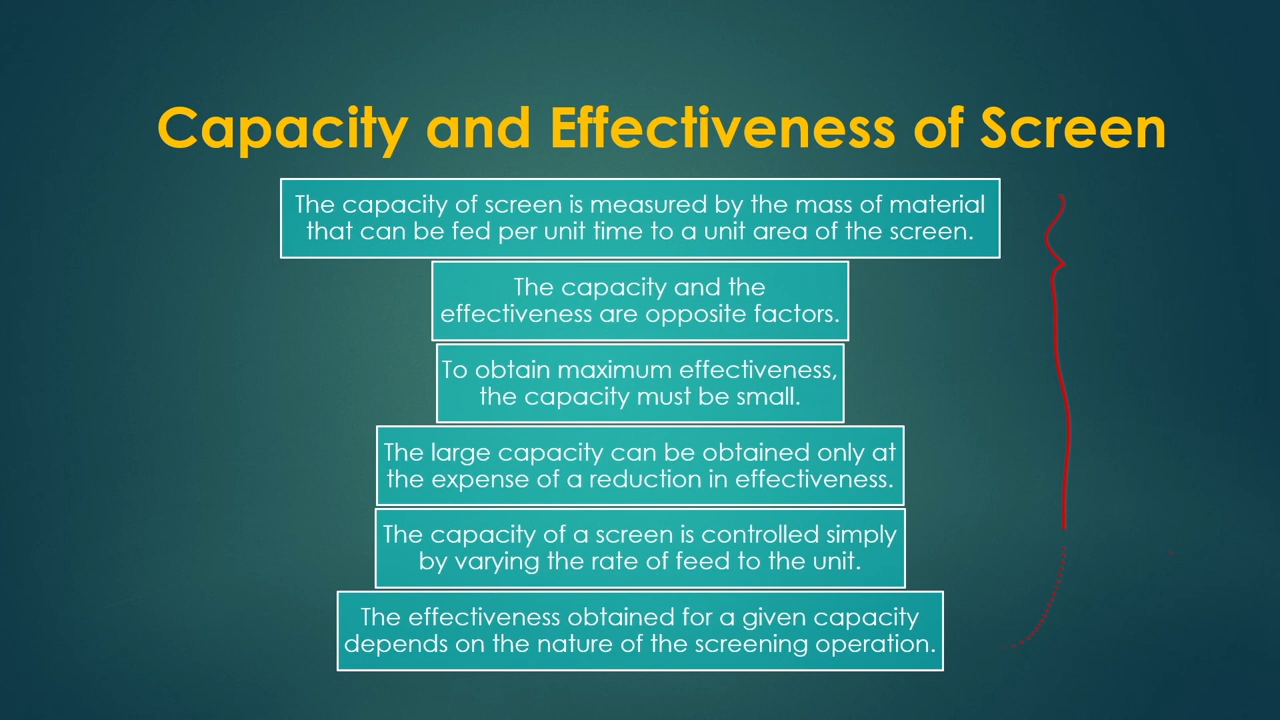 Capacity and Effectiveness of Screen
The capacity of screen is measured by the mass of material
that can be fed per unit time to a unit area of the screen.
The capacity and the
effectiveness are opposite factors.
To obtain maximum effectiveness,
the capacity must be small.
The large capacity can be obtained only at
the expense of a reduction in effectiveness.
The capacity of a screen is controlled simply
by varying the rate of feed to the unit.
The effectiveness obtained for a given capacity
depends on the nature of the screening operation.